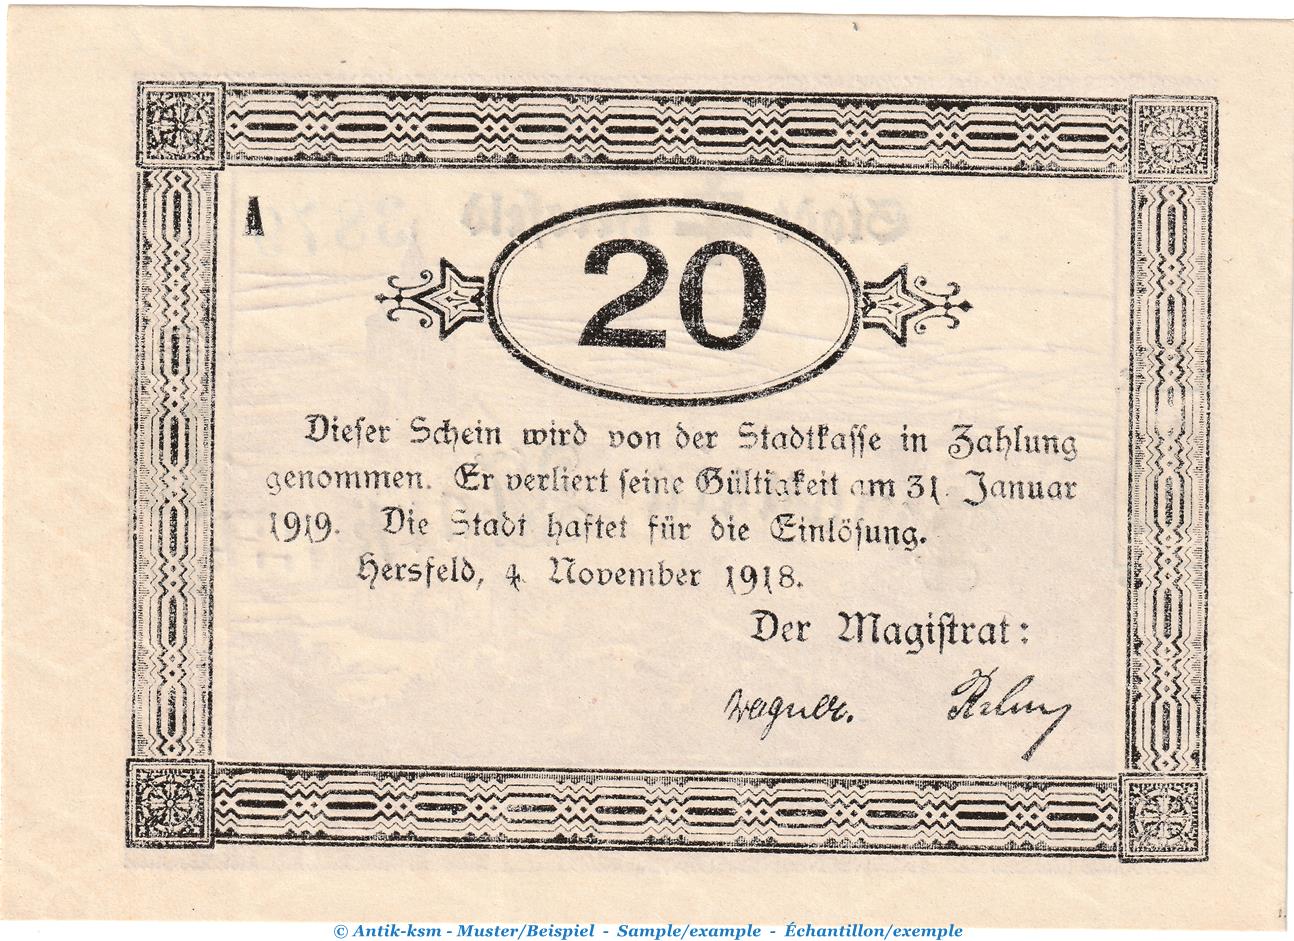 A
20
Dieser Schein wird von der Stadtkasse in Zahlung
genommen. Er verliert seine Gültigkeit am 31. Januar
1919. Die Stadt haftet für die Einlösung.
Hersfeld, 4. November 1918.
Der Magistrat:
Wagner.
© Antik-ksm - Muster/Beispiel - Sample/example - Échantillon/exemple